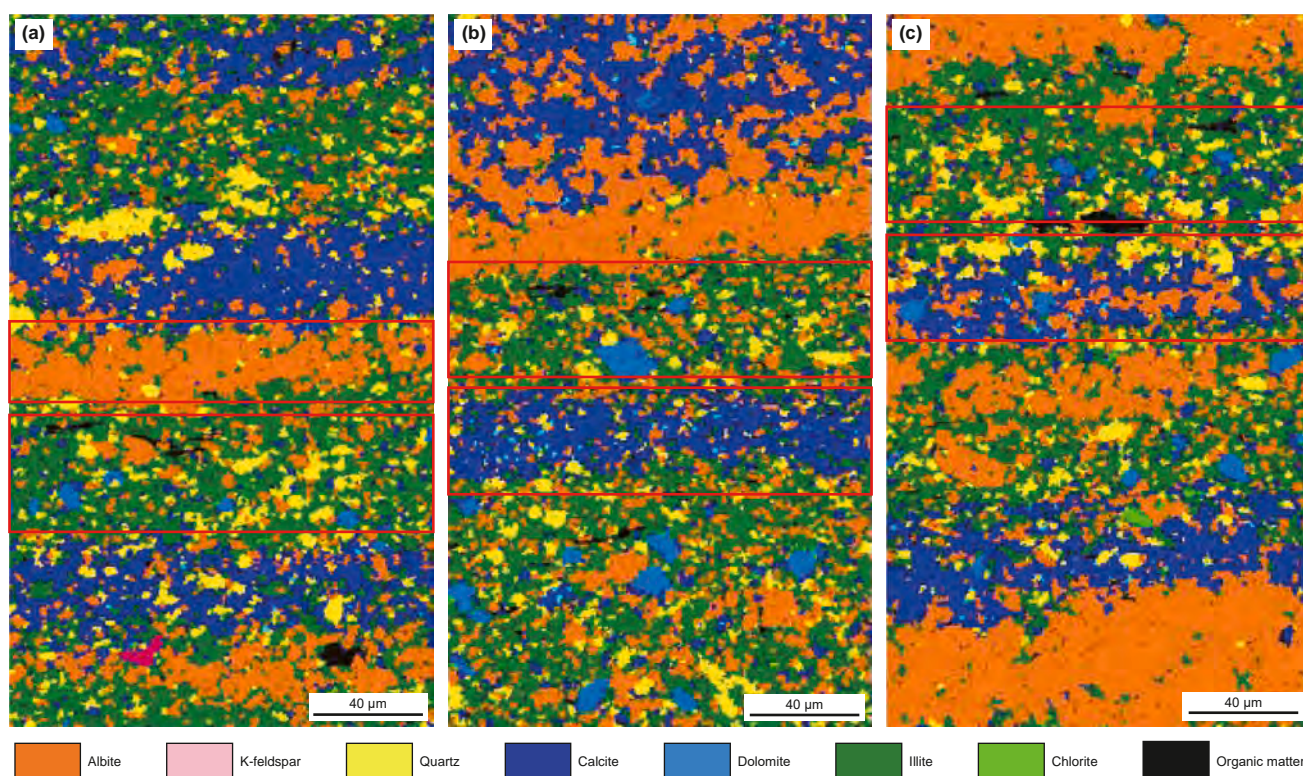 (a)
(b)
(c)
40 µm
40 µm
40 µm
Albite
K-feldspar
Quartz
Calcite
Dolomite
Illite
Chlorite
Organic matter